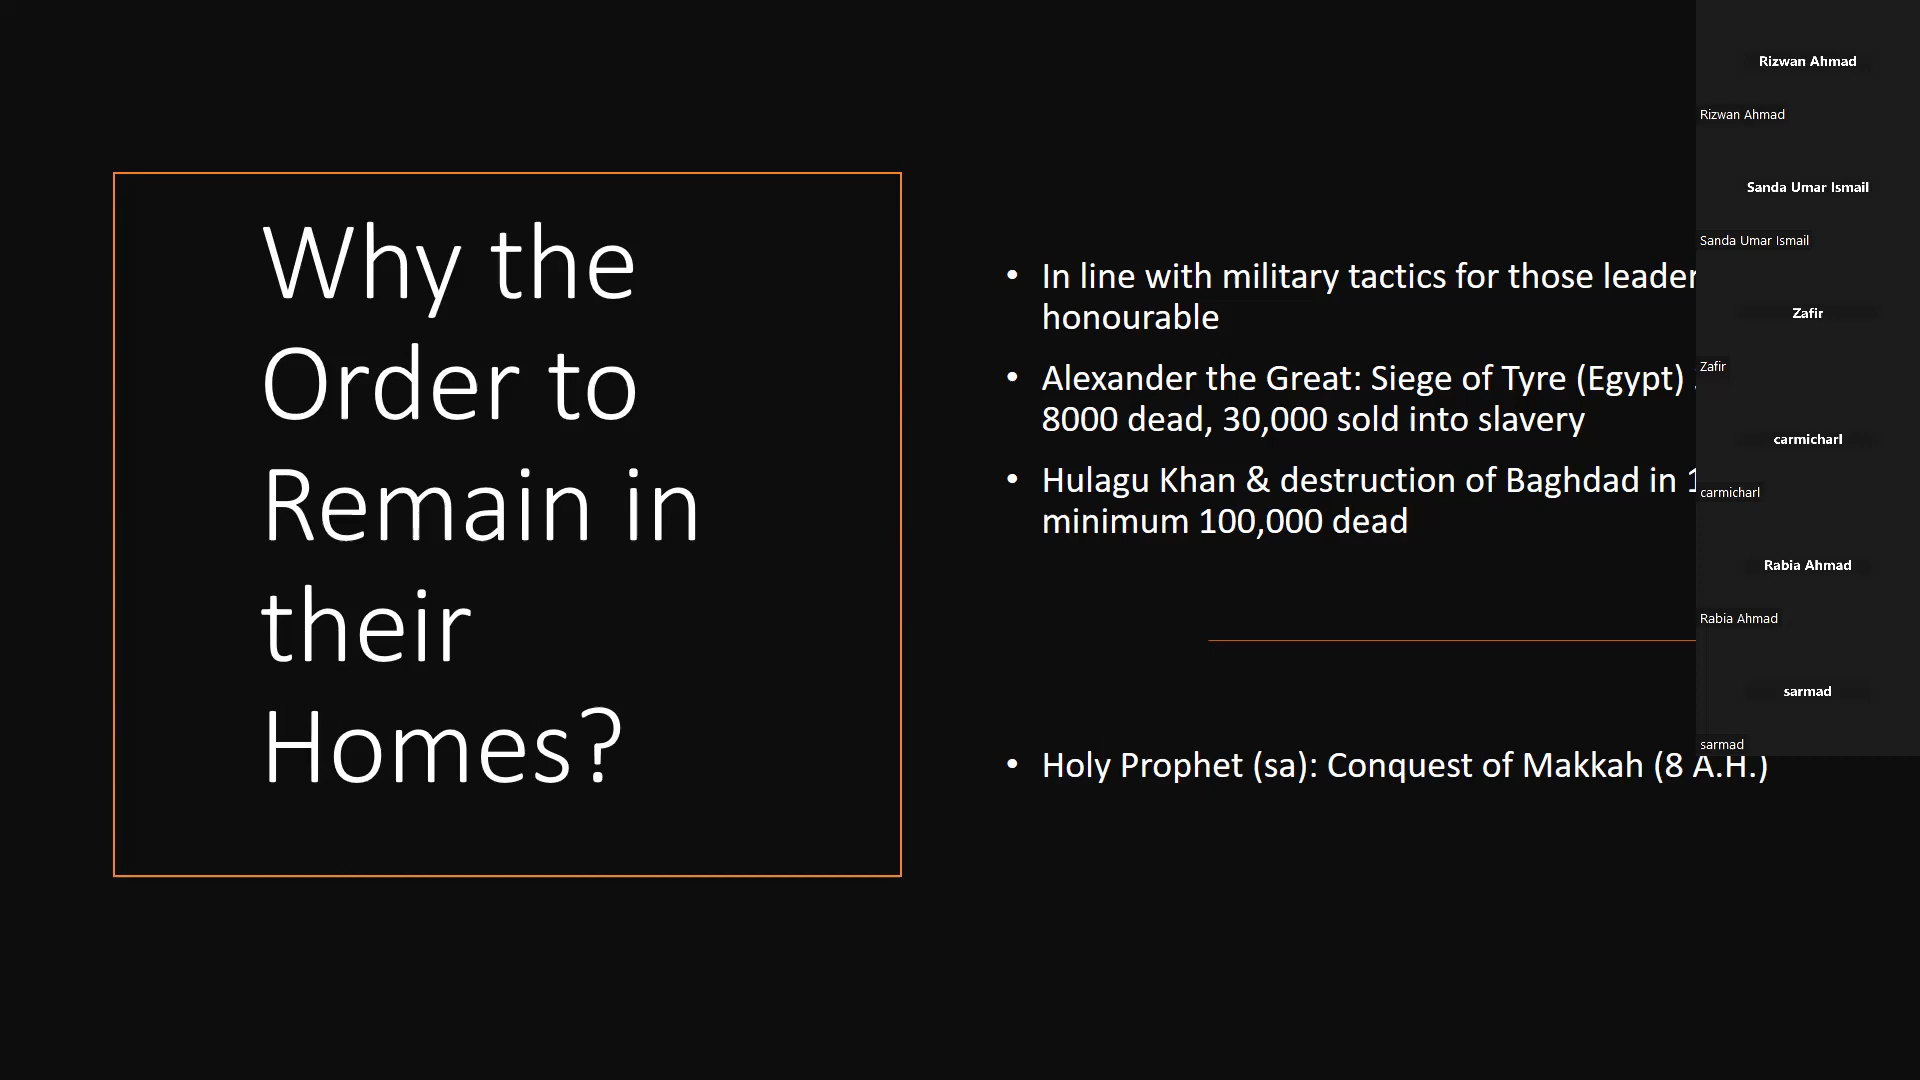 Why the
Order to
Remain in
their
Homes?
• In line with military tactics for those leader
honourable
• Alexander the Great: Siege of Tyre (Egypt)
8000 dead, 30,000 sold into slavery
• Hulagu Khan & destruction of Baghdad in
minimum 100,000 dead
• Holy Prophet (sa): Conquest of Makkah (8 A.H.)
Rizwan Ahmad
Rizwan Ahmad
Sanda Umar Ismail
Sanda Umar Ismail
Zafir
Zafir
carmicharl
carmicharl
Rabia Ahmad
Rabia Ahmad
sarmad
sarmad